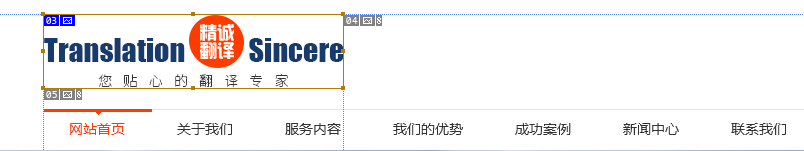 03 04
Translation 精诚翻译 Sincere
您贴心的翻译专家
05
网站首页 关于我们 服务内容 我们的优势 成功案例 新闻中心 联系我们